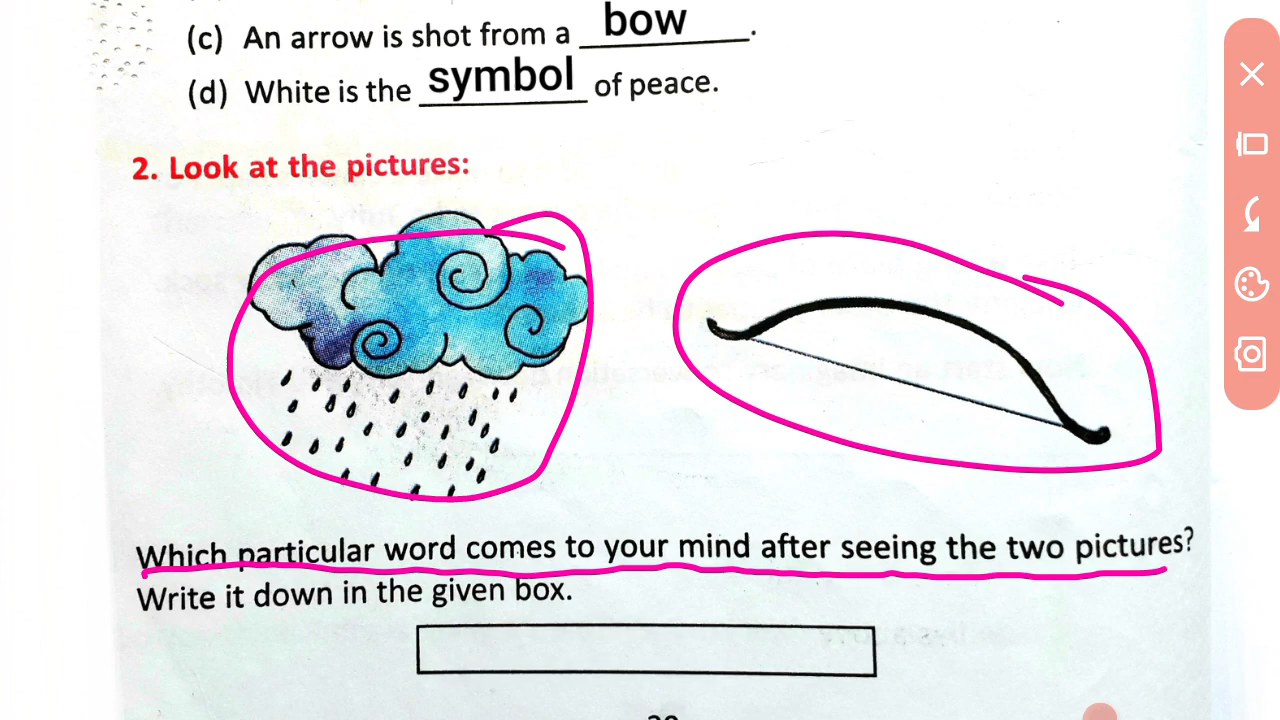 (c) An arrow is shot from a bow.
(d) White is the symbol of peace.
2. Look at the pictures:
Which particular word comes to your mind after seeing the two pictures?
Write it down in the given box.